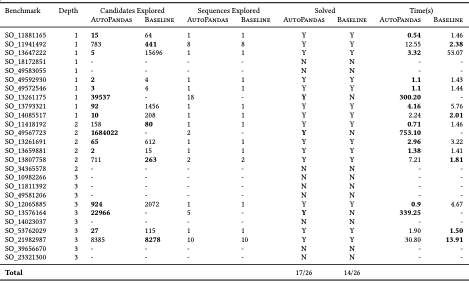 Benchmark Depth Candidates Explored Sequences Explored Solved Time(s)
AutoPandas Baseline AutoPandas Baseline AutoPandas Baseline AutoPandas Baseline
SO_11881165 1 15 64 1 1 Y Y 0.54 1.46
SO_11941492 1 783 441 8 8 Y Y 12.55 2.38
SO_13647222 1 5 15696 1 1 Y Y 3.32 53.07
SO_18172851 1 - - - - N N - -
SO_49583055 1 - - - - N N - -
SO_49592930 1 2 4 1 1 Y Y 1.1 1.43
SO_49572546 1 3 4 1 1 Y Y 1.1 1.44
SO_13261175 1 39537 - 18 - Y N 300.20 -
SO_13793321 1 92 1456 1 1 Y Y 4.16 5.76
SO_14085517 1 10 208 1 1 Y Y 2.24 2.01
SO_11418192 2 158 80 1 1 Y Y 0.71 1.46
SO_49567723 2 1684022 - 2 - Y N 753.10 -
SO_13261691 2 65 612 1 1 Y Y 2.96 3.22
SO_13659881 2 2 15 1 1 Y Y 1.38 1.41
SO_13807758 2 711 263 2 2 Y Y 7.21 1.81
SO_34365578 2 - - - - N N - -
SO_10982266 3 - - - - N N - -
SO_11811392 3 - - - - N N - -
SO_49581206 3 - - - - N N - -
SO_12065885 3 924 2072 1 1 Y Y 0.9 4.67
SO_13576164 3 22966 - 5 - Y N 339.25 -
SO_14023037 3 - - - - N N - -
SO_53762029 3 27 115 1 1 Y Y 1.90 1.50
SO_21982987 3 8385 8278 10 10 Y Y 30.80 13.91
SO_39656670 3 - - - - N N - -
SO_23321300 3 - - - - N N - -
Total 17/26 14/26